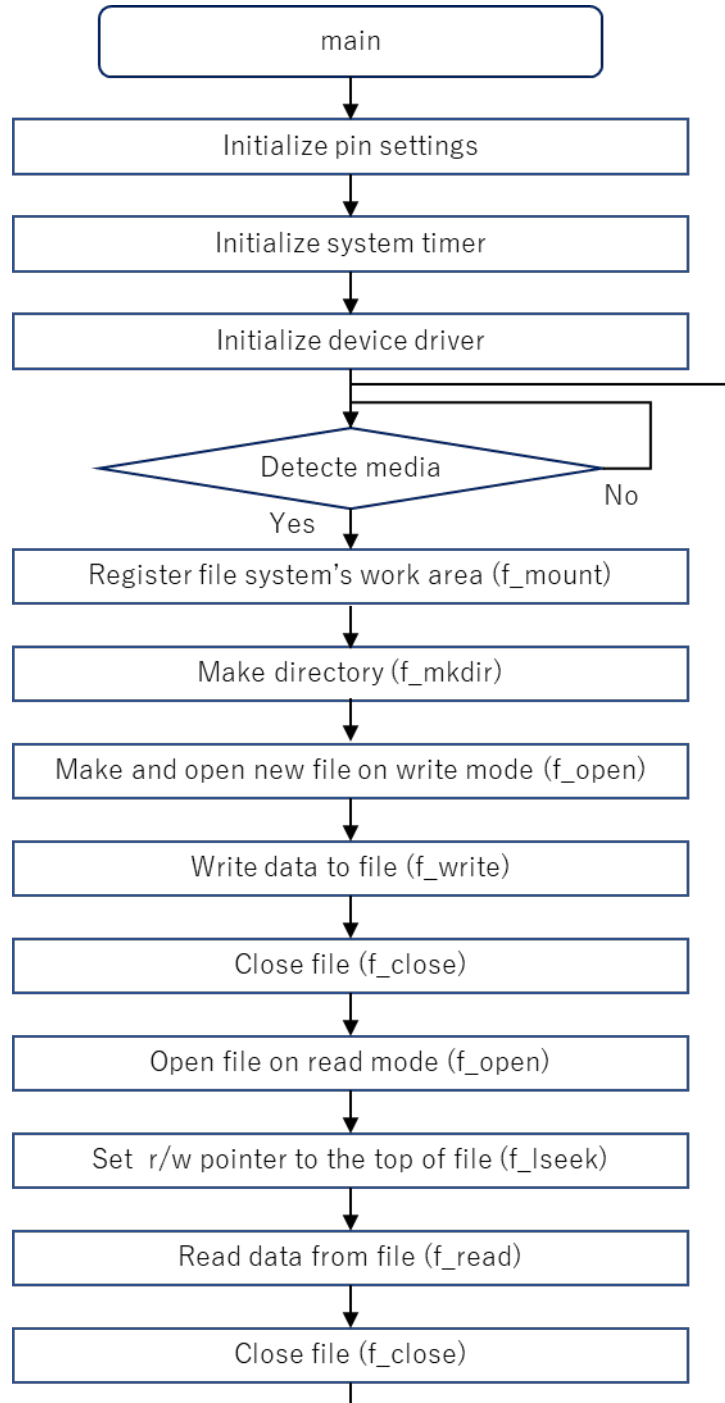 main
Initialize pin settings
Initialize system timer
Initialize device driver
Detecte media
No
Yes
Register file system’s work area (f_mount)
Make directory (f_mkdir)
Make and open new file on write mode (f_open)
Write data to file (f_write)
Close file (f_close)
Open file on read mode (f_open)
Set  r/w pointer to the top of file (f_lseek)
Read data from file (f_read)
Close file (f_close)